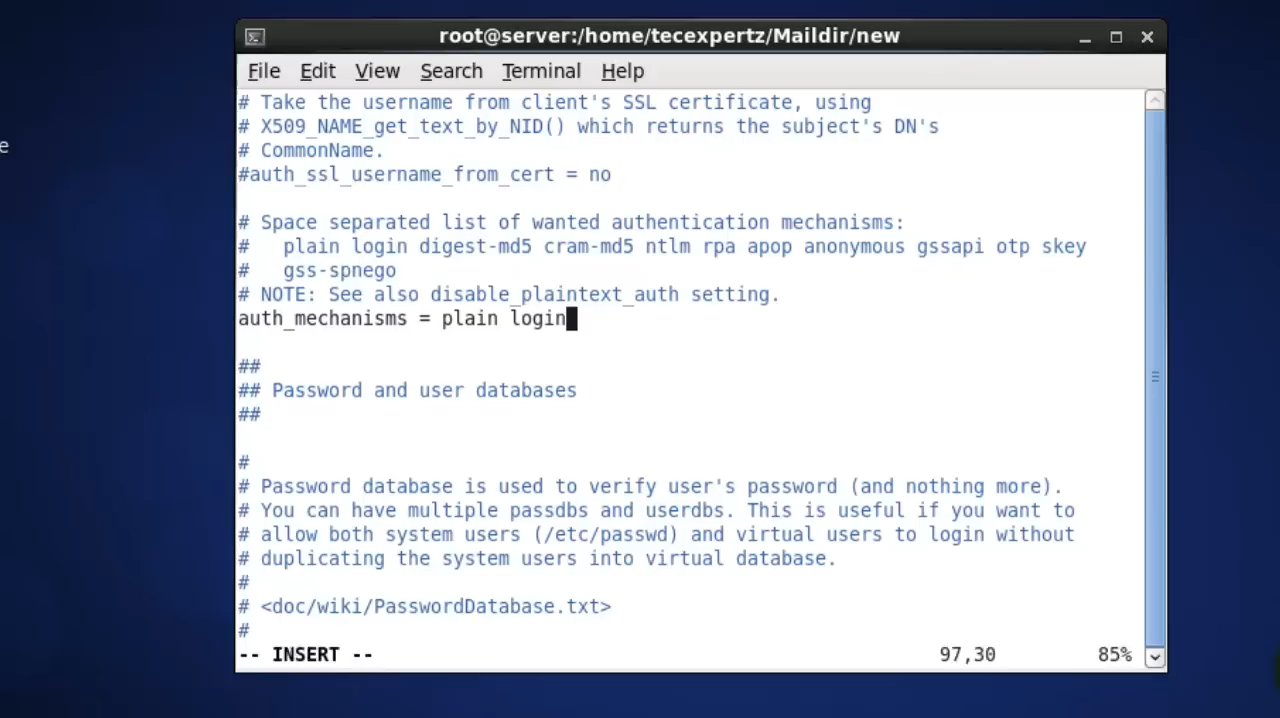 root@server:/home/tecexpertz/Maildir/new
File Edit View Search Terminal Help
# Take the username from client's SSL certificate, using
# X509_NAME_get_text_by_NID() which returns the subject's DN's
# CommonName.
#auth_ssl_username_from_cert = no
# Space separated list of wanted authentication mechanisms:
#   plain login digest-md5 cram-md5 ntlm rpa apop anonymous gssapi otp skey
#   gss-spnego
# NOTE: See also disable_plaintext_auth setting.
auth_mechanisms = plain login
##
## Password and user databases
##
#
# Password database is used to verify user's password (and nothing more).
# You can have multiple passdbs and userdbs. This is useful if you want to
# allow both system users (/etc/passwd) and virtual users to login without
# duplicating the system users into virtual database.
#
# <doc/wiki/PasswordDatabase.txt>
#
-- INSERT -- 97,30 85%
e